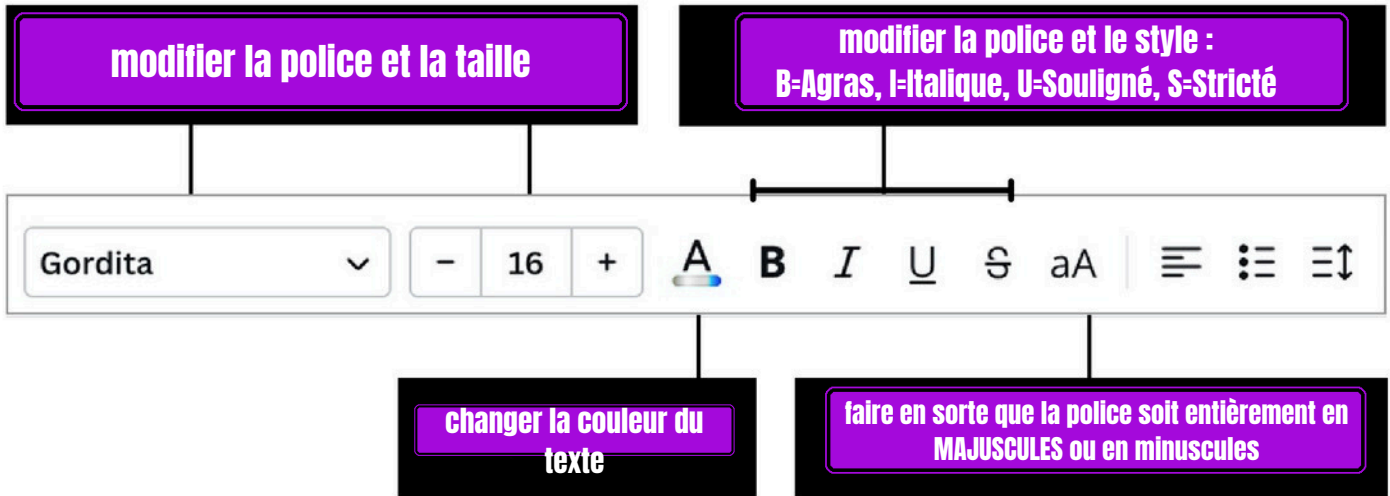 modifier la police et la taille
modifier la police et le style :
B=Agras, I=Italique, U=Souligné, S=Stricté
Gordita
- 16 + A B I U S aA
changer la couleur du
texte
faire en sorte que la police soit entièrement en
MAJUSCULES ou en minuscules